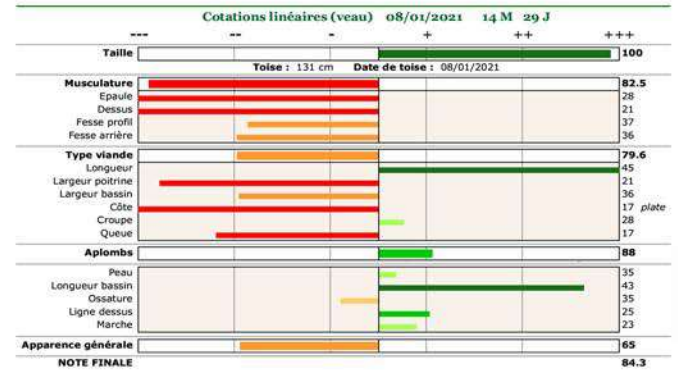 Cotations linéaires (veau) 08/01/2021 14 M 29 J
--- -- - + ++ +++
Taille 100
Toise : 131 cm Date de toise : 08/01/2021
Musculature 82.5
Epaule 28
Dessus 21
Fesse profil 37
Fesse arrière 36
Type viande 79.6
Longueur 45
Largeur poitrine 21
Largeur bassin 36
Côte 17 plate
Croupe 28
Queue 17
Aplombs 88
Peau 35
Longueur bassin 43
Ossature 35
Ligne dessus 25
Marche 23
Apparence générale 65
NOTE FINALE 84.3